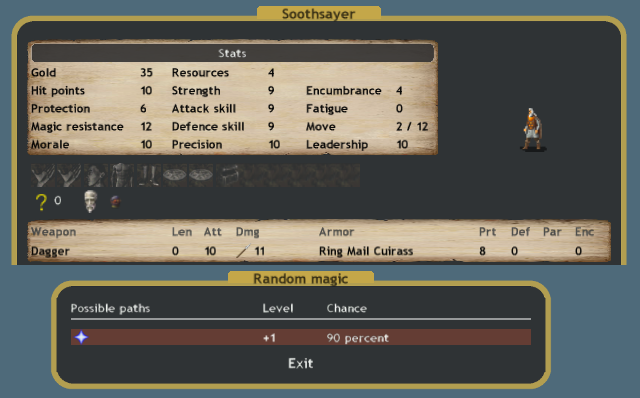 Soothsayer
Stats
Gold 35 Resources 4
Hit points 10 Strength 9 Encumbrance 4
Protection 6 Attack skill 9 Fatigue 0
Magic resistance 12 Defence skill 9 Move 2 / 12
Morale 10 Precision 10 Leadership 10
? 0
Weapon Len Att Dmg Armor Prt Def Par Enc
Dagger 0 10 11 Ring Mail Cuirass 8 0 0
Random magic
Possible paths Level Chance
+1 90 percent
Exit